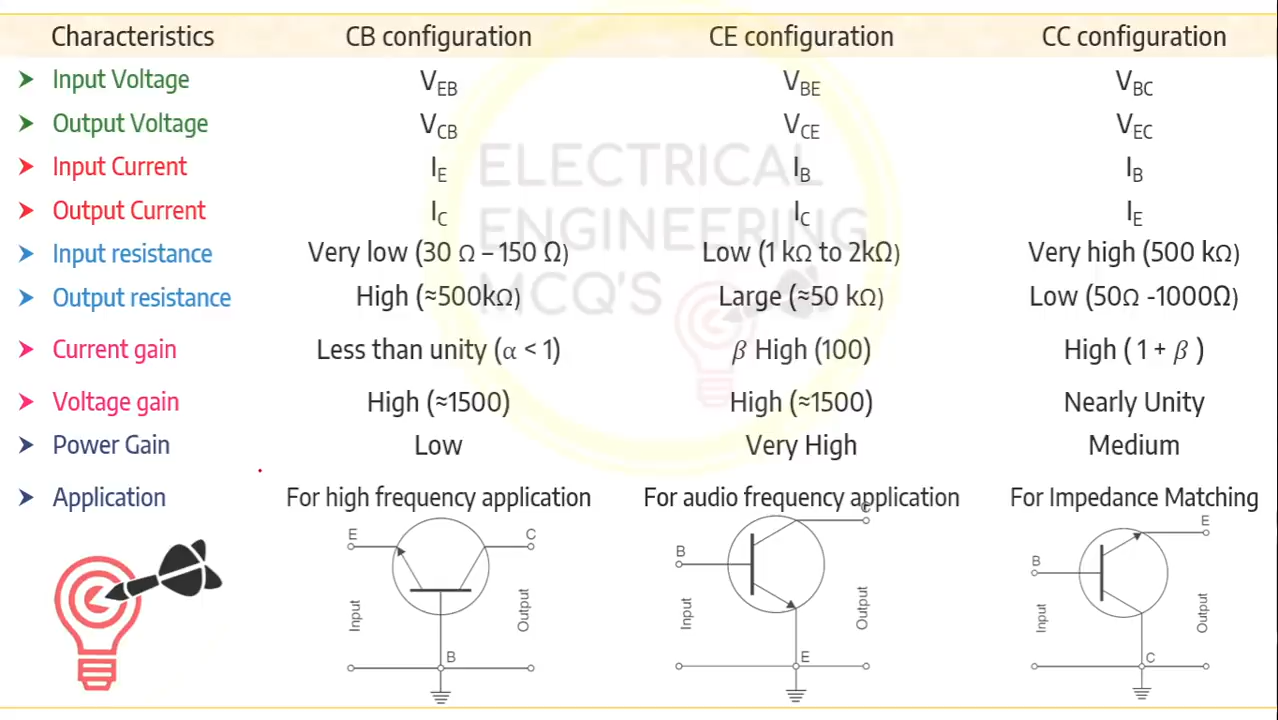 Characteristics CB configuration CE configuration CC configuration
➤ Input Voltage V_EB V_BE V_BC
➤ Output Voltage V_CB V_CE V_EC
➤ Input Current I_E I_B I_B
➤ Output Current I_C I_C I_E
➤ Input resistance Very low (30 Ω – 150 Ω) Low (1 kΩ to 2kΩ) Very high (500 kΩ)
➤ Output resistance High (≈500kΩ) Large (≈50 kΩ) Low (50Ω -1000Ω)
➤ Current gain Less than unity (α < 1) β High (100) High ( 1 + β )
➤ Voltage gain High (≈1500) High (≈1500) Nearly Unity
➤ Power Gain Low Very High Medium
➤ Application For high frequency application For audio frequency application For Impedance Matching
E C
Input Output
B
C
B
Input Output
E
E
B
Input Output
C
ELECTRICAL
ENGINEERING
MCQ'S